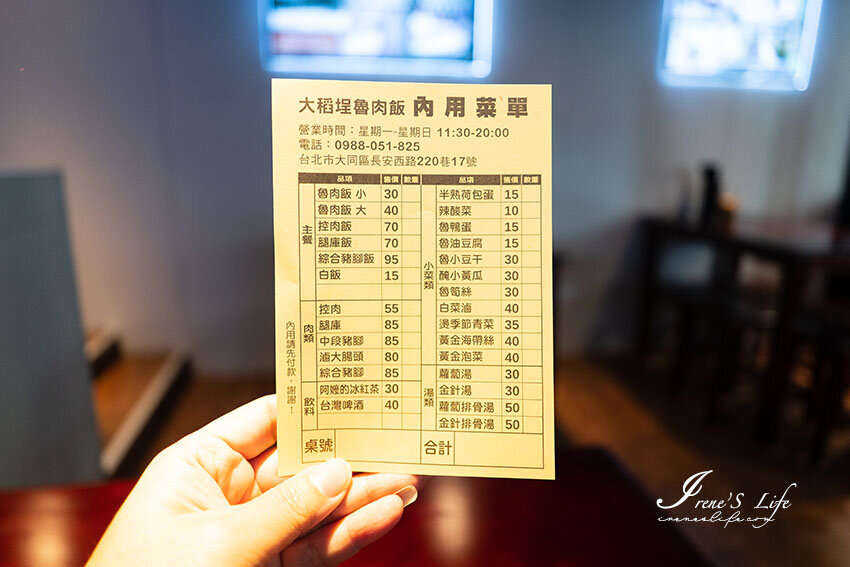 大稻埕魯肉飯 內用菜單
營業時間：星期一~星期日 11:30-20:00
電話：0988-051-825
台北市大同區長安西路220巷17號
品項 售價 數量
主餐
魯肉飯 小 30
魯肉飯 大 40
控肉飯 70
腿庫飯 70
綜合豬腳飯 95
白飯 15
肉類
控肉 55
腿庫 85
中段豬腳 85
滷大腸頭 80
綜合豬腳 85
飲料
阿嬤的冰紅茶 30
台灣啤酒 40
品項 售價 數量
小菜類
半熟荷包蛋 15
辣酸菜 10
魯鴨蛋 15
魯油豆腐 15
魯小豆干 30
醃小黃瓜 30
魯筍絲 30
白菜滷 40
燙季節青菜 35
黃金海帶絲 40
黃金泡菜 40
湯類
蘿蔔湯 30
金針湯 30
蘿蔔排骨湯 50
金針排骨湯 50
桌號 合計
內用請先付款，謝謝！
Irene'S Life
ireneslife.com